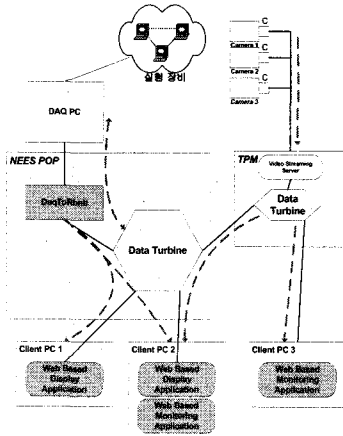 실험 장비
C
Camera 1
C
Camera 2
C
Camera 3
DAQ PC
NEES POP
TPM
Video Streaming
Server
DaqToRbnb
Data
Turbine
Data Turbine
Client PC 1
Client PC 2
Client PC 3
Web Based
Display
Application
Web Based
Display
Application
Web Based
Monitoring
Application
Web Based
Monitoring
Application